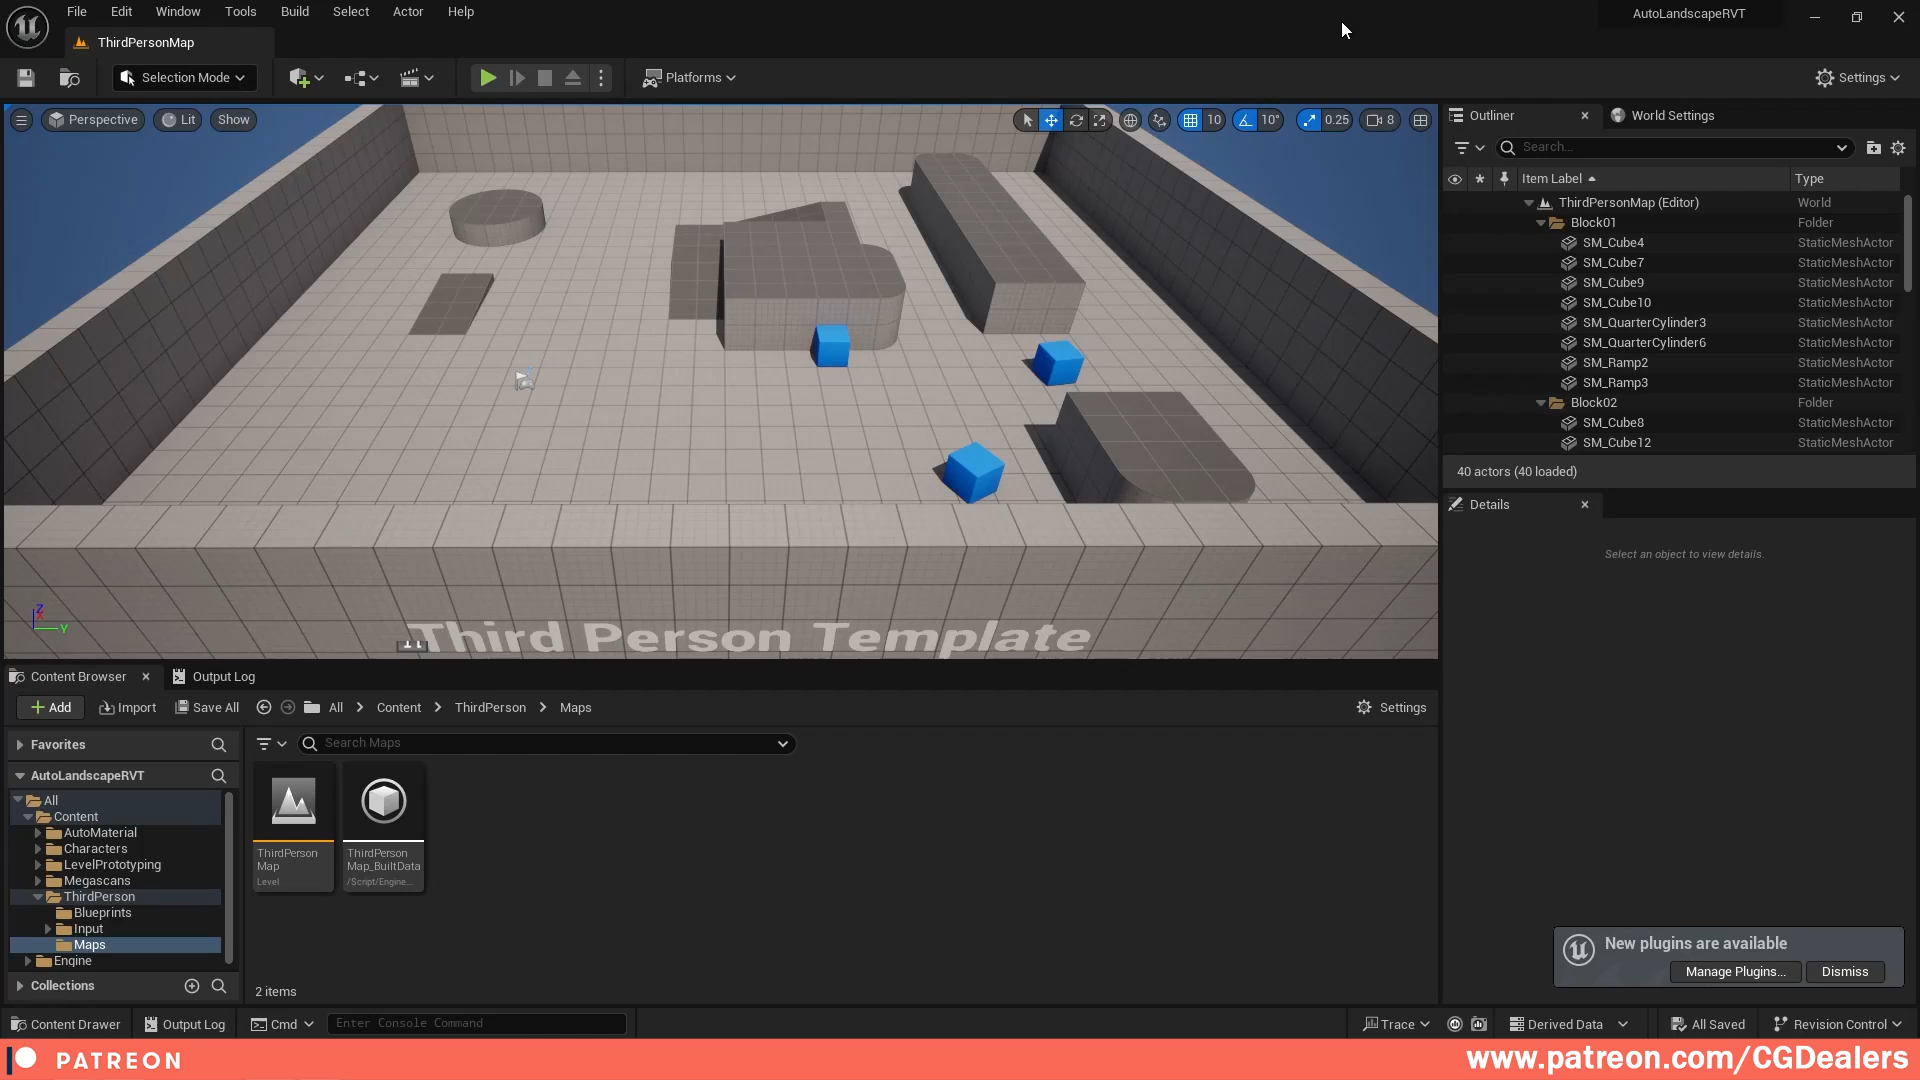 File Edit Window Tools Build Select Actor Help
AutoLandscapeRVT
ThirdPersonMap
Selection Mode
Platforms
Settings
Perspective Lit Show
10 10° 0.25 8
Outliner World Settings
Search...
Item Label Type
ThirdPersonMap (Editor) World
Block01 Folder
SM_Cube4 StaticMeshActor
SM_Cube7 StaticMeshActor
SM_Cube9 StaticMeshActor
SM_Cube10 StaticMeshActor
SM_QuarterCylinder3 StaticMeshActor
SM_QuarterCylinder6 StaticMeshActor
SM_Ramp2 StaticMeshActor
SM_Ramp3 StaticMeshActor
Block02 Folder
SM_Cube8 StaticMeshActor
SM_Cube12 StaticMeshActor
40 actors (40 loaded)
Details
Select an object to view details.
Z
X
Y
Third Person Template
Content Browser Output Log
Add Import Save All All Content ThirdPerson Maps Settings
Favorites
Search Maps
AutoLandscapeRVT
All
Content
AutoMaterial
Characters
LevelPrototyping
Megascans
ThirdPerson
Blueprints
Input
Maps
Engine
Collections
ThirdPerson
Map
Level
ThirdPerson
Map_BuiltData
/Script/Engine...
2 items
New plugins are available
Manage Plugins... Dismiss
Content Drawer Output Log Cmd Enter Console Command Trace Derived Data All Saved Revision Control
PATREON www.patreon.com/CGDealers